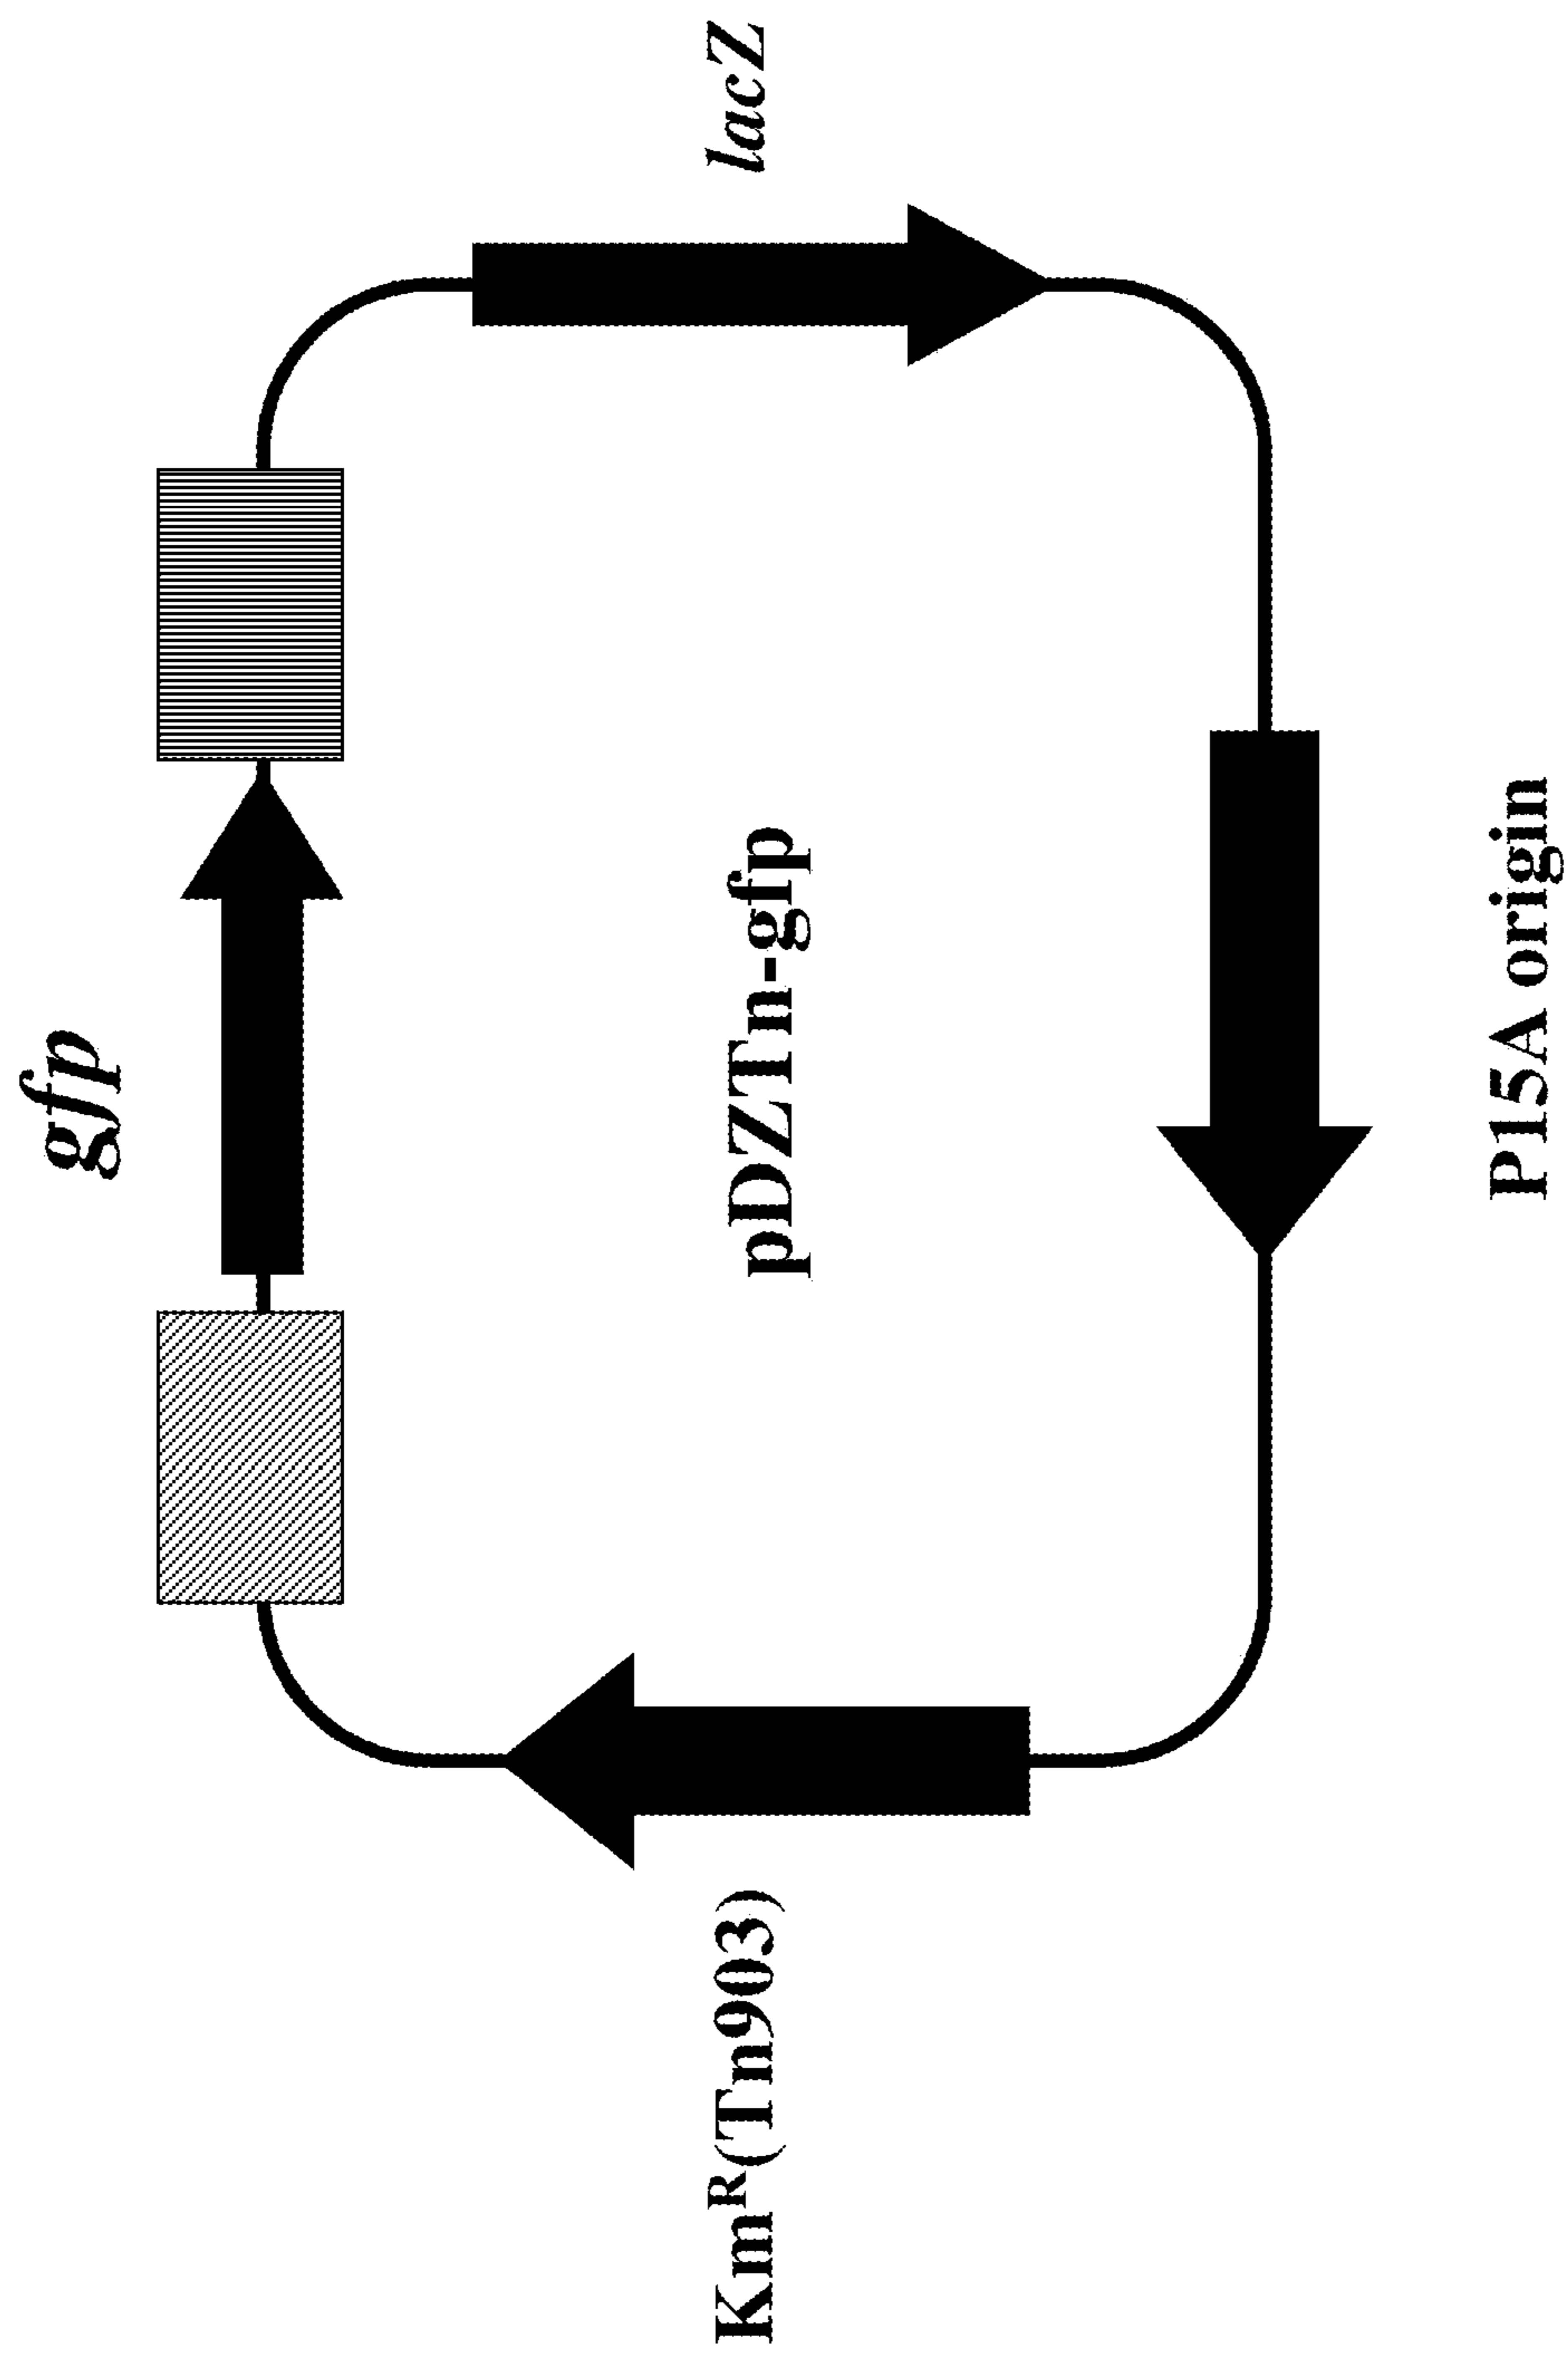 gfp
Kmᴿ(Tn903)
pDZTn-gfp
lacZ
P15A origin